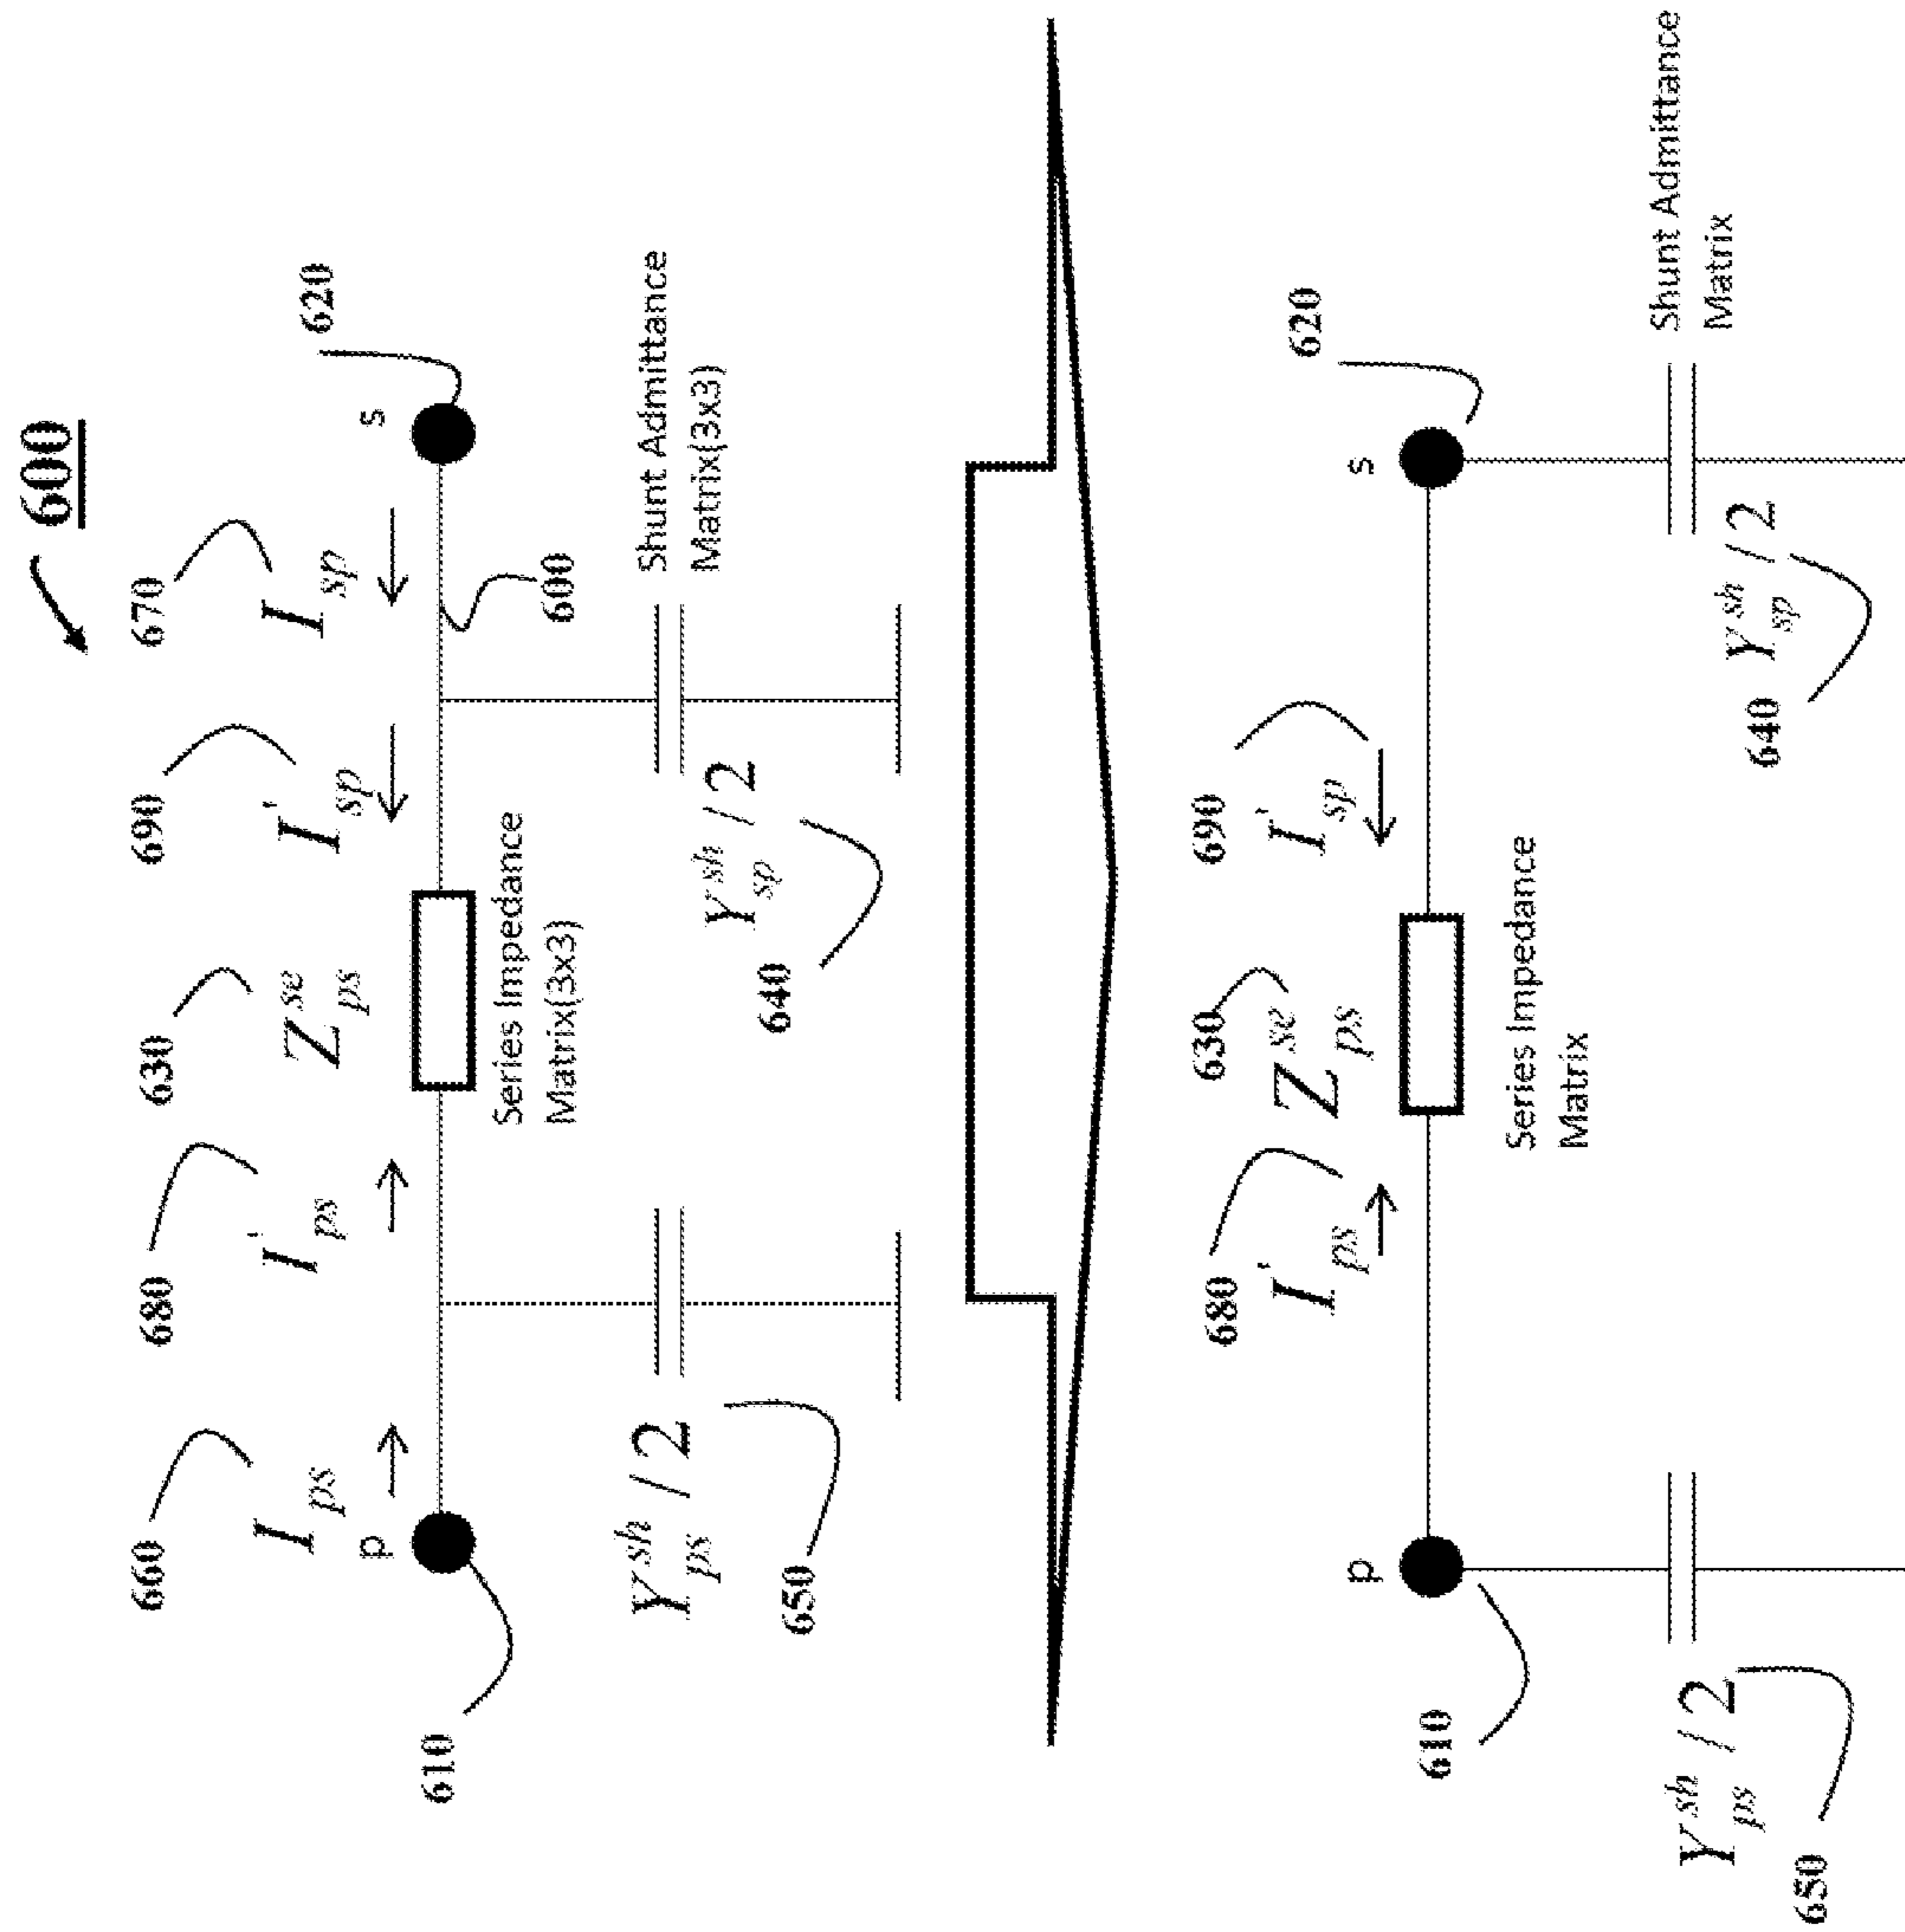 600
660
680
630
690
670
I_ps
I'_ps
Z^se_ps
I'_sp
I_sp
p
s
620
610
600
Series Impedance
Matrix(3x3)
Shunt Admittance
Matrix(3x3)
Y^sh_ps / 2
Y^sh_sp / 2
650
640
680
630
690
I'_ps
Z^se_ps
I'_sp
p
s
620
610
Series Impedance
Matrix
Shunt Admittance
Matrix
Y^sh_ps / 2
Y^sh_sp / 2
650
640